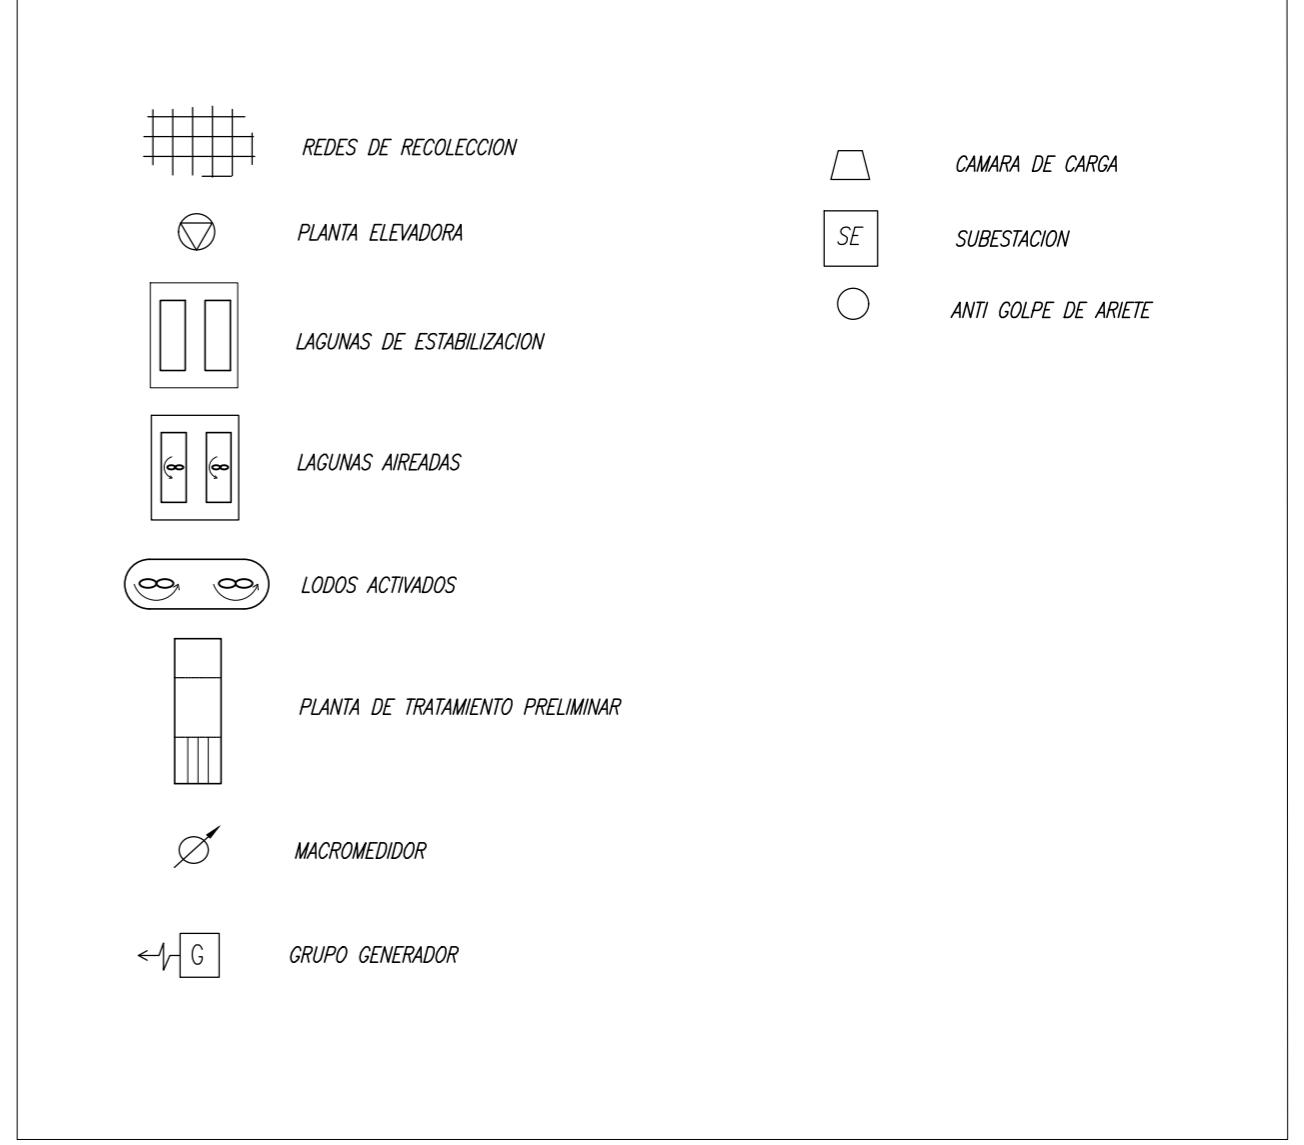 REDES DE RECOLECCION
PLANTA ELEVADORA
LAGUNAS DE ESTABILIZACION
LAGUNAS AIREADAS
LODOS ACTIVADOS
PLANTA DE TRATAMIENTO PRELIMINAR
MACROMEDIDOR
G
GRUPO GENERADOR
CAMARA DE CARGA
SE
SUBESTACION
ANTI GOLPE DE ARIETE